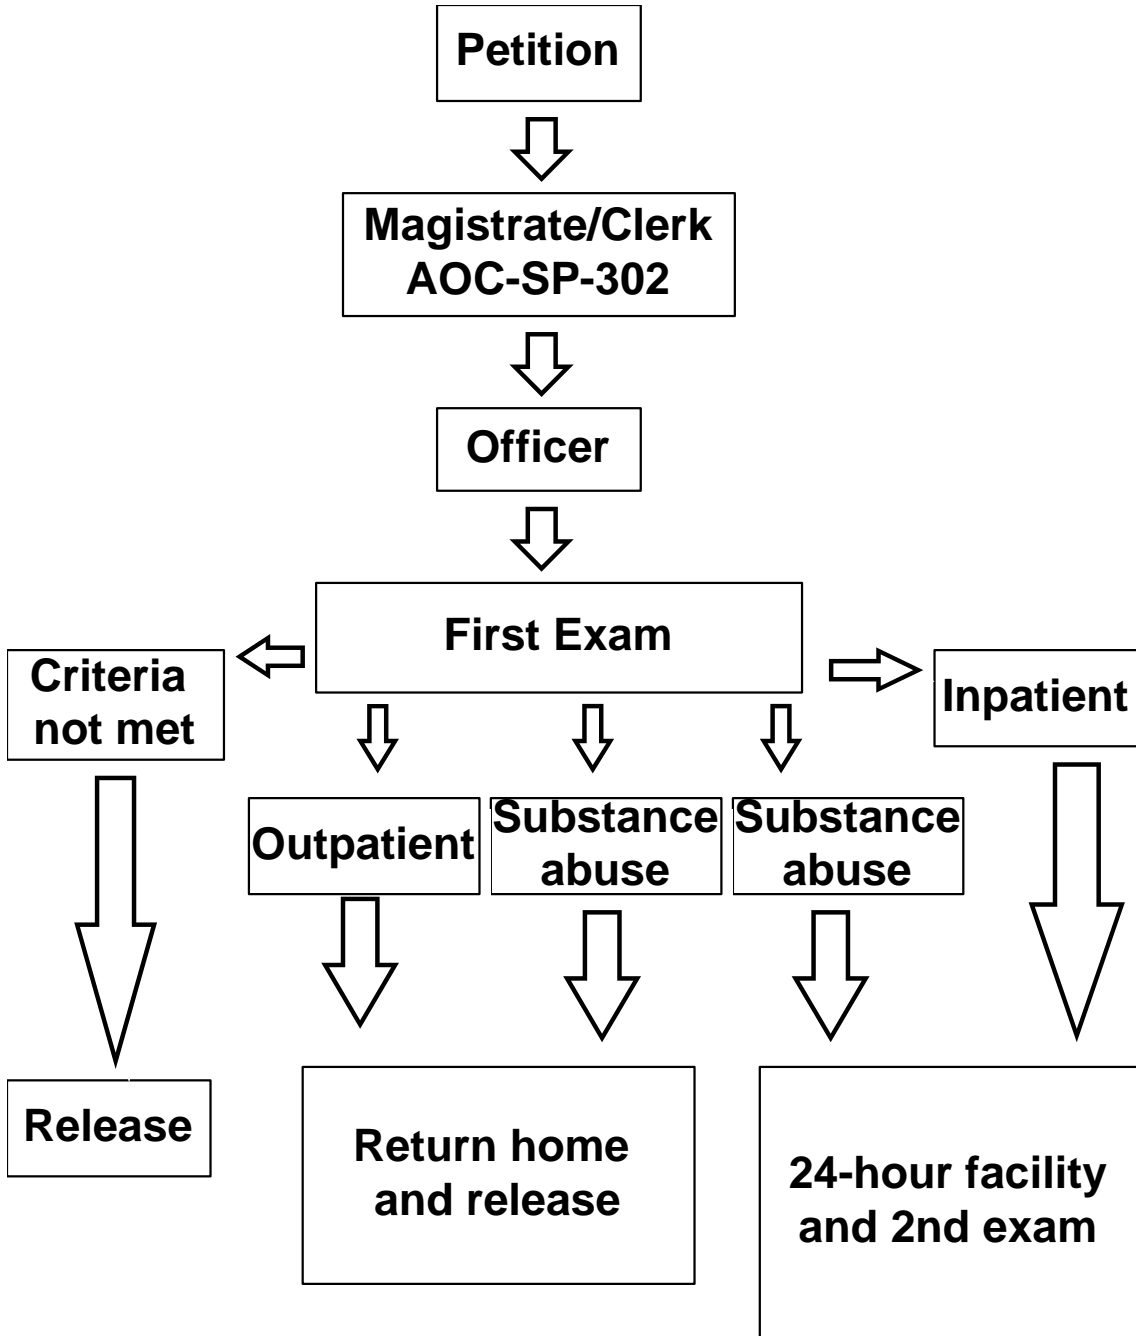 Petition
Magistrate/Clerk
AOC-SP-302
Officer
First Exam
Criteria
not met
Inpatient
Outpatient
Substance
abuse
Substance
abuse
Release
Return home
and release
24-hour facility
and 2nd exam